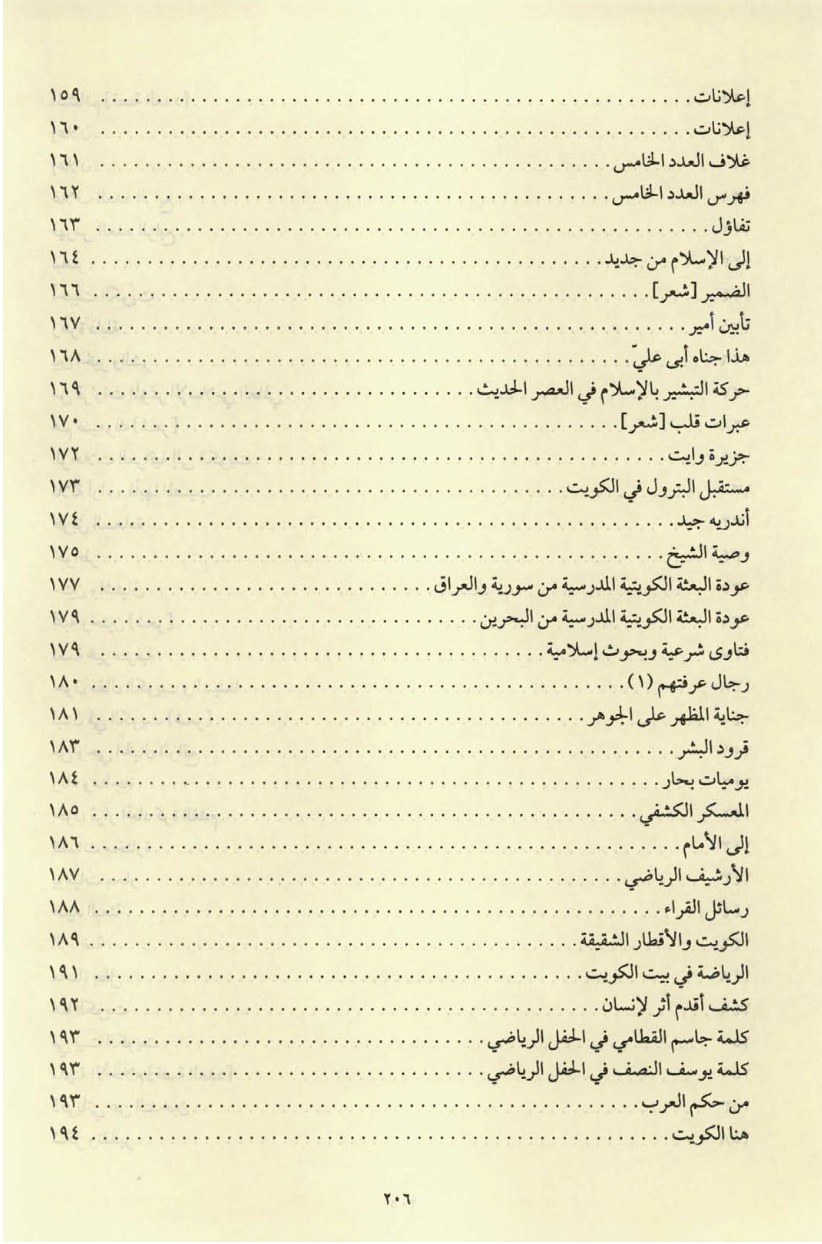 إعلانات ........ ١٥٩
إعلانات ........ ١٦٠
غلاف العدد الخامس ........ ١٦١
فهرس العدد الخامس ........ ١٦٢
تفاؤل ........ ١٦٣
إلى الإسلام من جديد ........ ١٦٤
الضمير [شعر] ........ ١٦٦
تأبين أمير ........ ١٦٧
هذا جناه أبى عليّ ........ ١٦٨
حركة التبشير بالإسلام في العصر الحديث ........ ١٦٩
عبرات قلب [شعر] ........ ١٧٠
جزيرة وايت ........ ١٧٢
مستقبل البترول في الكويت ........ ١٧٣
أندريه جيد ........ ١٧٤
وصية الشيخ ........ ١٧٥
عودة البعثة الكويتية المدرسية من سورية والعراق ........ ١٧٧
عودة البعثة الكويتية المدرسية من البحرين ........ ١٧٩
فتاوى شرعية وبحوث إسلامية ........ ١٧٩
رجال عرفتهم (١) ........ ١٨٠
جناية المظهر على الجوهر ........ ١٨١
قرود البشر ........ ١٨٣
يوميات بحار ........ ١٨٤
المعسكر الكشفي ........ ١٨٥
إلى الأمام ........ ١٨٦
الأرشيف الرياضي ........ ١٨٧
رسائل القراء ........ ١٨٨
الكويت والأقطار الشقيقة ........ ١٨٩
الرياضة في بيت الكويت ........ ١٩١
كشف أقدم أثر لإنسان ........ ١٩٢
كلمة جاسم القطامي في الحفل الرياضي ........ ١٩٣
كلمة يوسف النصف في الحفل الرياضي ........ ١٩٣
من حكم العرب ........ ١٩٣
هنا الكويت ........ ١٩٤
٢٠٦